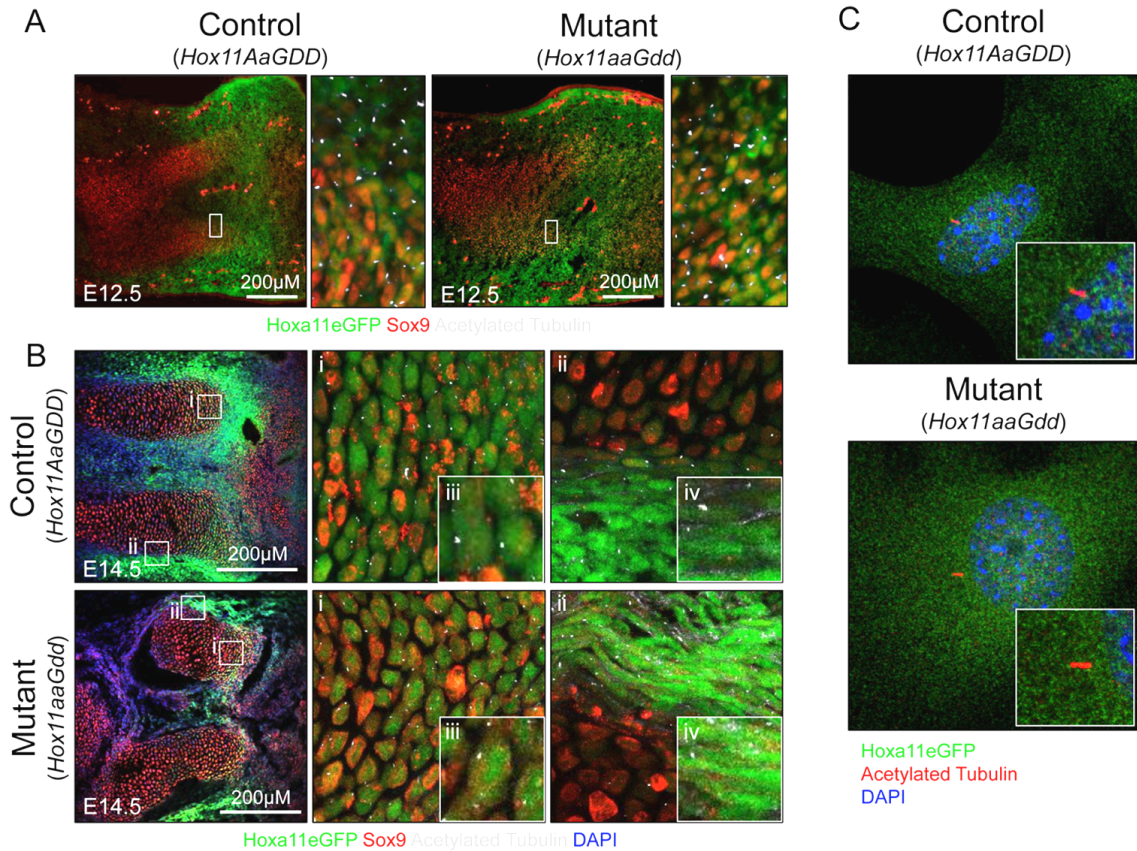 A
Control
(Hox11AaGDD)
Mutant
(Hox11aaGdd)
E12.5
200µM
E12.5
200µM
Hoxa11eGFP Sox9 Acetylated Tubulin
B
Control
(Hox11AaGDD)
i
ii
E14.5
200µM
i
iii
ii
iv
Mutant
(Hox11aaGdd)
ii
i
E14.5
200µM
i
iii
ii
iv
Hoxa11eGFP Sox9 Acetylated Tubulin DAPI
C
Control
(Hox11AaGDD)
Mutant
(Hox11aaGdd)
Hoxa11eGFP
Acetylated Tubulin
DAPI